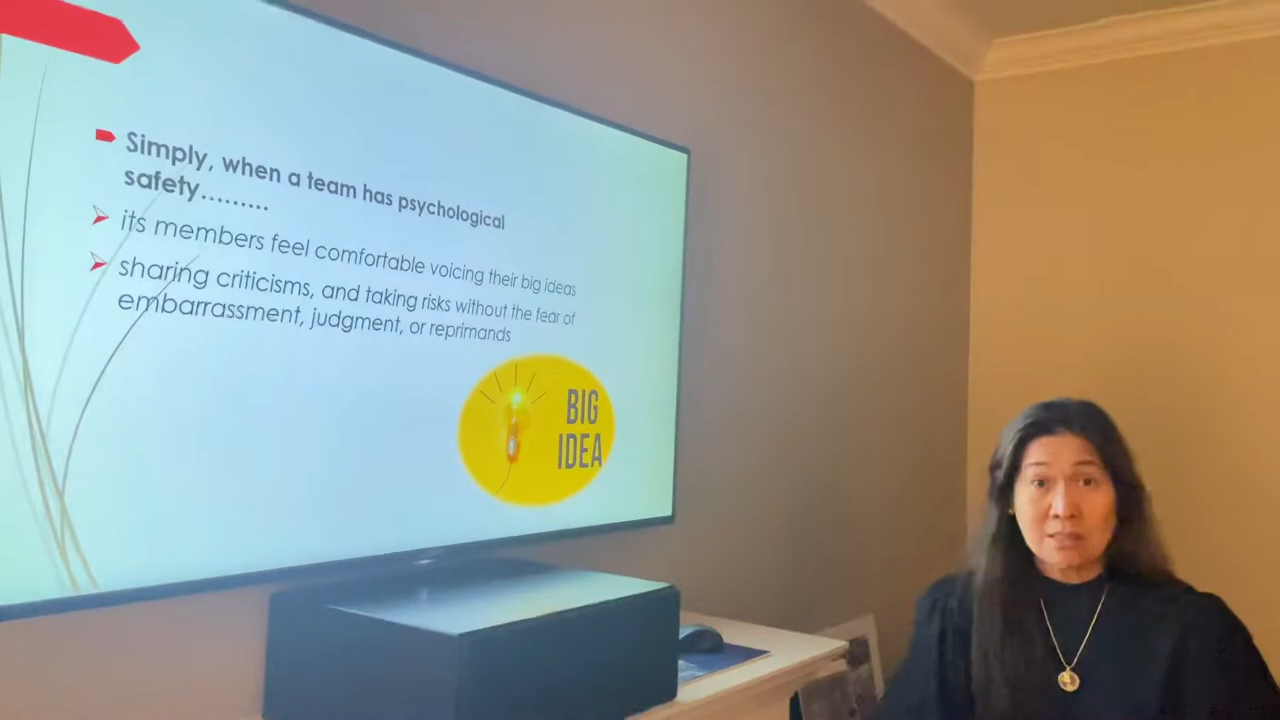 Simply, when a team has psychological
safety.........
its members feel comfortable voicing their big ideas
sharing criticisms, and taking risks without the fear of
embarrassment, judgment, or reprimands
BIG
IDEA